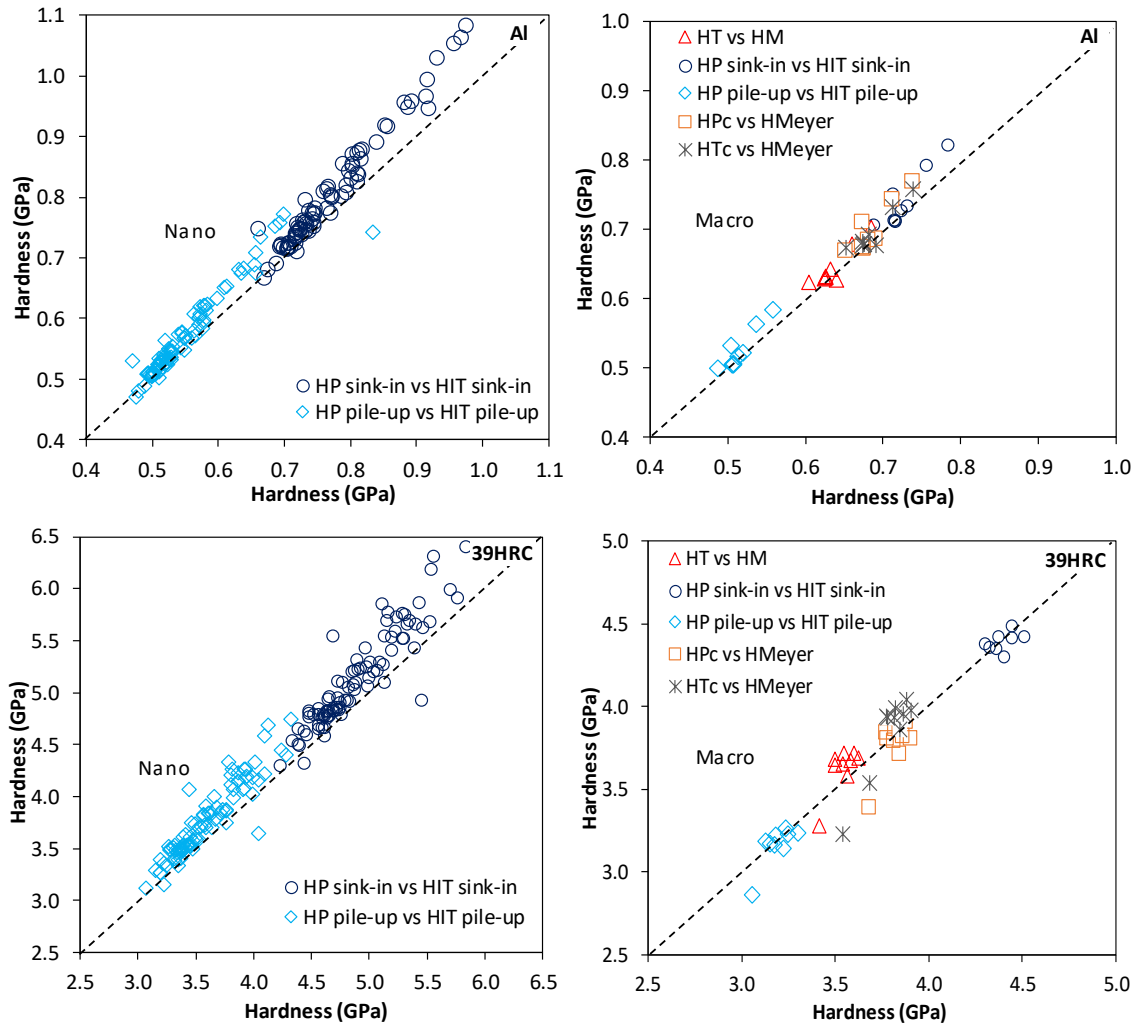 1.1
1.0
0.9
0.8
0.7
0.6
0.5
0.4
Hardness (GPa)
Al
Nano
HP sink-in vs HIT sink-in
HP pile-up vs HIT pile-up
0.4 0.5 0.6 0.7 0.8 0.9 1.0 1.1
Hardness (GPa)
1.0
0.9
0.8
0.7
0.6
0.5
0.4
Hardness (GPa)
Al
HT vs HM
HP sink-in vs HIT sink-in
HP pile-up vs HIT pile-up
HPc vs HMeyer
HTc vs HMeyer
Macro
0.4 0.5 0.6 0.7 0.8 0.9 1.0
Hardness (GPa)
6.5
6.0
5.5
5.0
4.5
4.0
3.5
3.0
2.5
Hardness (GPa)
39HRC
Nano
HP sink-in vs HIT sink-in
HP pile-up vs HIT pile-up
2.5 3.0 3.5 4.0 4.5 5.0 5.5 6.0 6.5
Hardness (GPa)
5.0
4.5
4.0
3.5
3.0
2.5
Hardness (GPa)
39HRC
HT vs HM
HP sink-in vs HIT sink-in
HP pile-up vs HIT pile-up
HPc vs HMeyer
HTc vs HMeyer
Macro
2.5 3.0 3.5 4.0 4.5 5.0
Hardness (GPa)